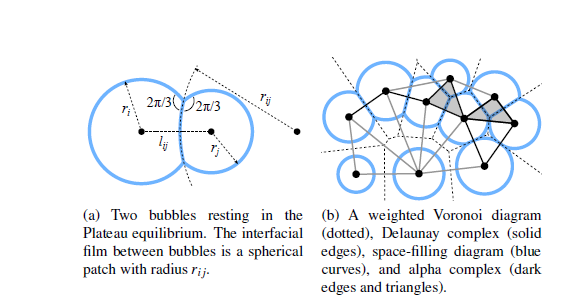 r_i
2π/3
2π/3
r_ij
l_ij
r_j
(a) Two bubbles resting in the
Plateau equilibrium. The interfacial
film between bubbles is a spherical
patch with radius r_ij.
(b) A weighted Voronoi diagram
(dotted), Delaunay complex (solid
edges), space-filling diagram (blue
curves), and alpha complex (dark
edges and triangles).